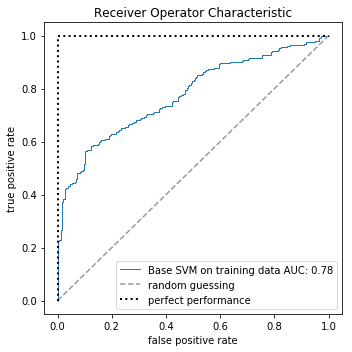 Receiver Operator Characteristic
true positive rate
1.0
0.8
0.6
0.4
0.2
0.0
Base SVM on training data AUC: 0.78
random guessing
perfect performance
0.0 0.2 0.4 0.6 0.8 1.0
false positive rate